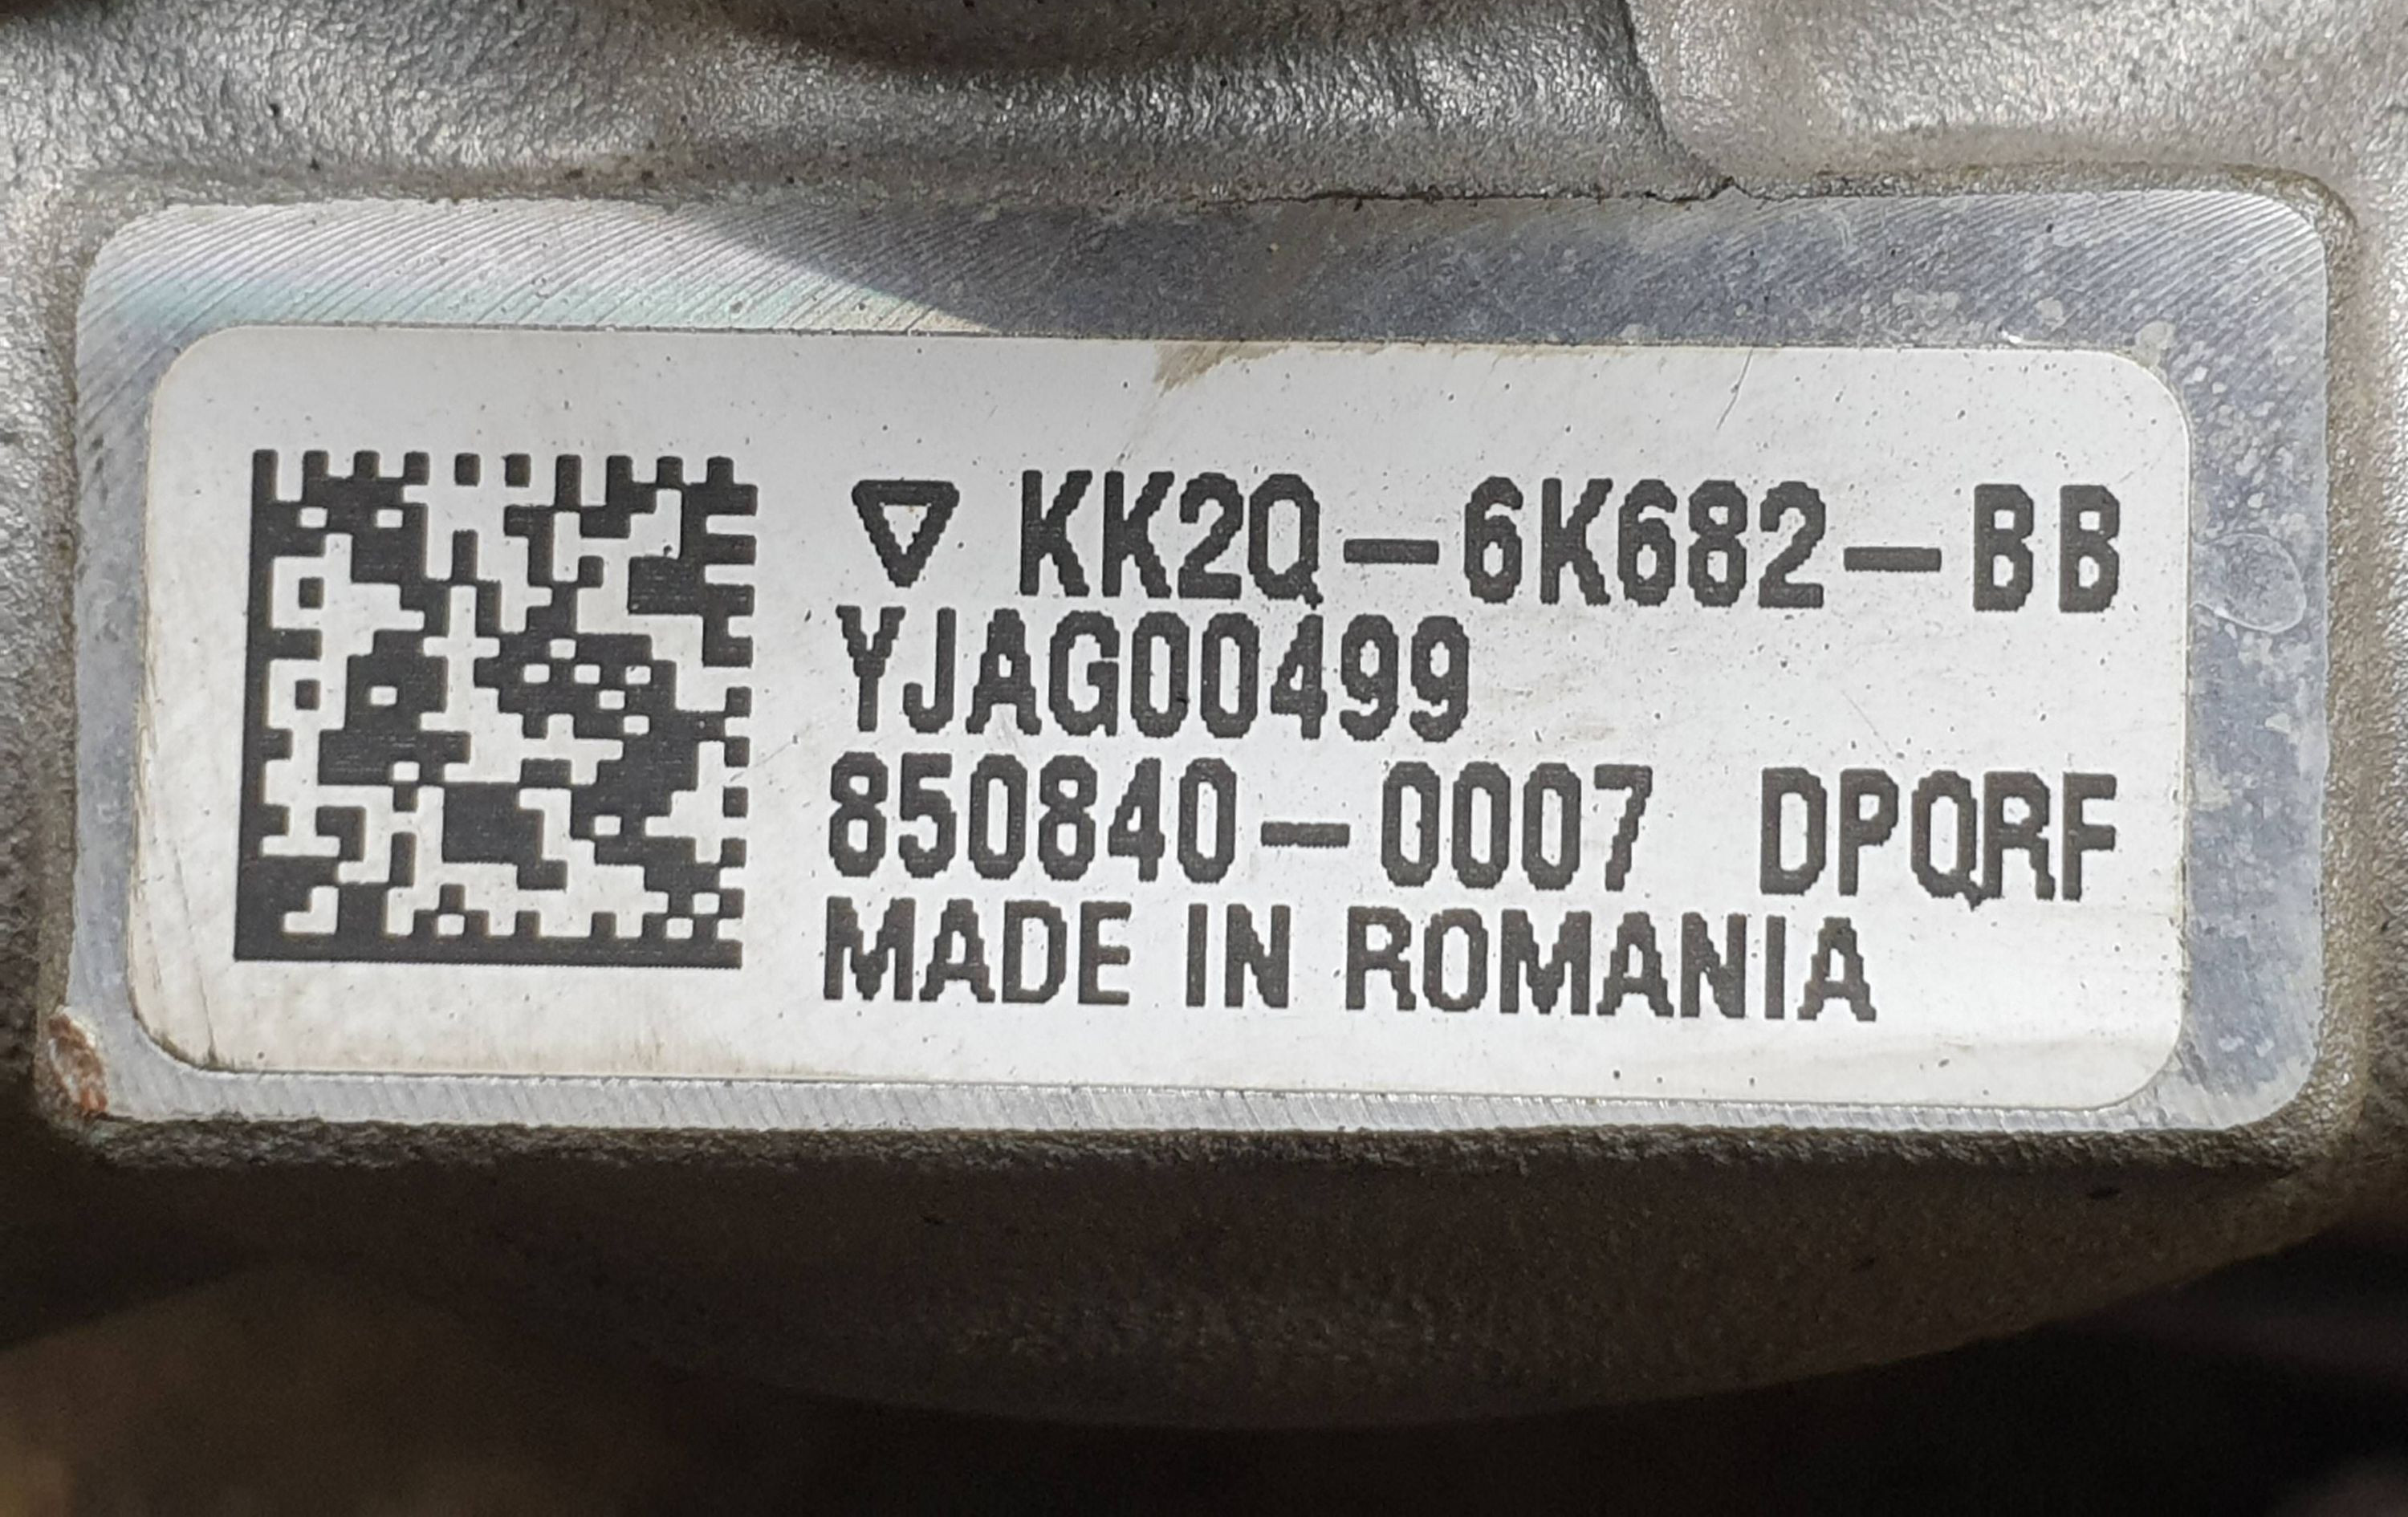 ▽ KK2Q-6K682-BB
YJAG00499
850840-0007 DPQRF
MADE IN ROMANIA